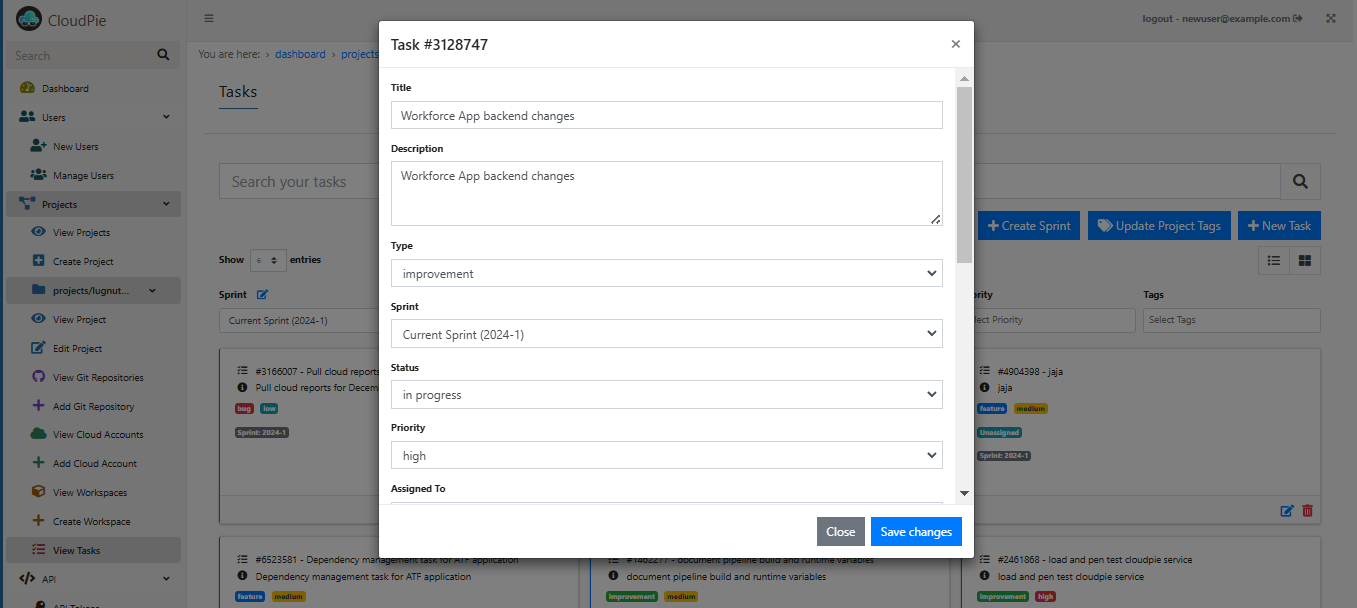 CloudPie
logout - newuser@example.com
Search
You are here: › dashboard › projects
Dashboard
Users
New Users
Manage Users
Projects
View Projects
Create Project
projects/lugnut...
View Project
Edit Project
View Git Repositories
Add Git Repository
View Cloud Accounts
Add Cloud Account
View Workspaces
Create Workspace
View Tasks
API
API Tokens
Tasks
Search your tasks
+ Create Sprint
Update Project Tags
+ New Task
Show 6 entries
Sprint
Current Sprint (2024-1)
Tags
Select Priority
Select Tags
#3166007 - Pull cloud reports
Pull cloud reports for Decem
bug low
Sprint: 2024-1
#4904398 - jaja
jaja
feature medium
Unassigned
Sprint: 2024-1
#6523581 - Dependency management task for ATF application
Dependency management task for ATF application
feature medium
#1462277 - document pipeline build and runtime variables
document pipeline build and runtime variables
improvement medium
#2461868 - load and pen test cloudpie service
load and pen test cloudpie service
improvement high
Task #3128747
×
Title
Workforce App backend changes
Description
Workforce App backend changes
Type
improvement
Sprint
Current Sprint (2024-1)
Status
in progress
Priority
high
Assigned To
Close
Save changes